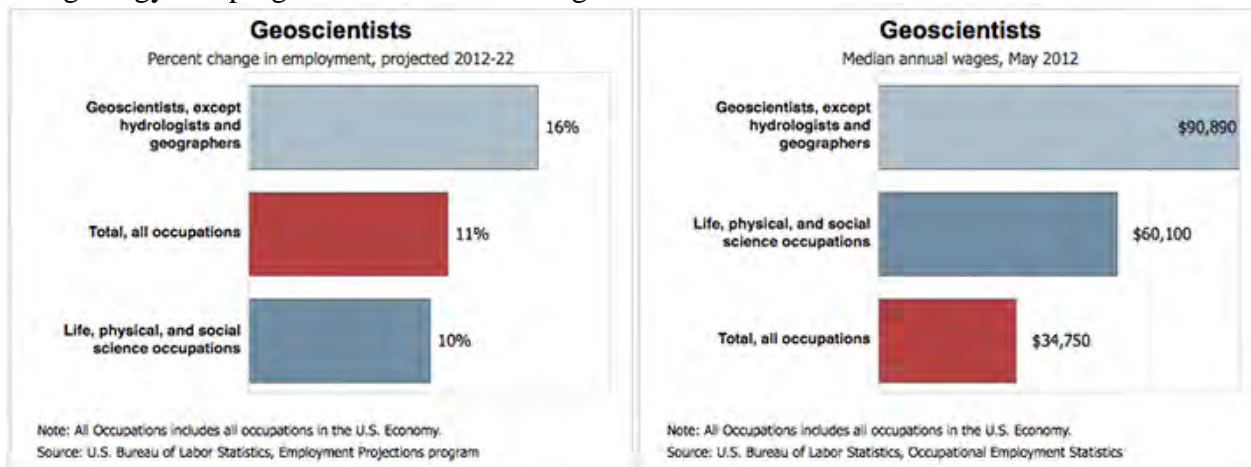 Geoscientists
Percent change in employment, projected 2012-22
Geoscientists, except
hydrologists and
geographers
16%
Total, all occupations
11%
Life, physical, and social
science occupations
10%
Note: All Occupations includes all occupations in the U.S. Economy.
Source: U.S. Bureau of Labor Statistics, Employment Projections program
Geoscientists
Median annual wages, May 2012
Geoscientists, except
hydrologists and
geographers
$90,890
Life, physical, and social
science occupations
$60,100
Total, all occupations
$34,750
Note: All Occupations includes all occupations in the U.S. Economy.
Source: U.S. Bureau of Labor Statistics, Occupational Employment Statistics